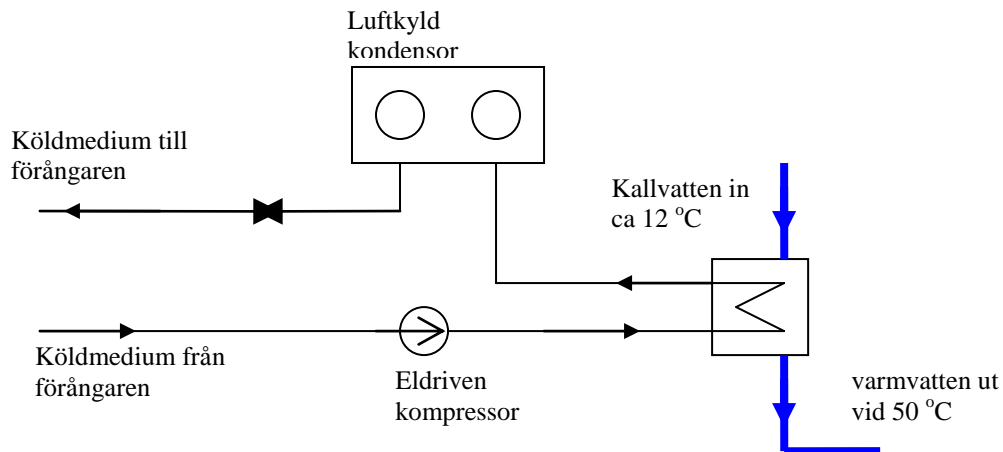 Luftkyld
kondensor
Köldmedium till
förångaren
Kallvatten in
ca 12 °C
Köldmedium från
förångaren
Eldriven
kompressor
varmvatten ut
vid 50 °C